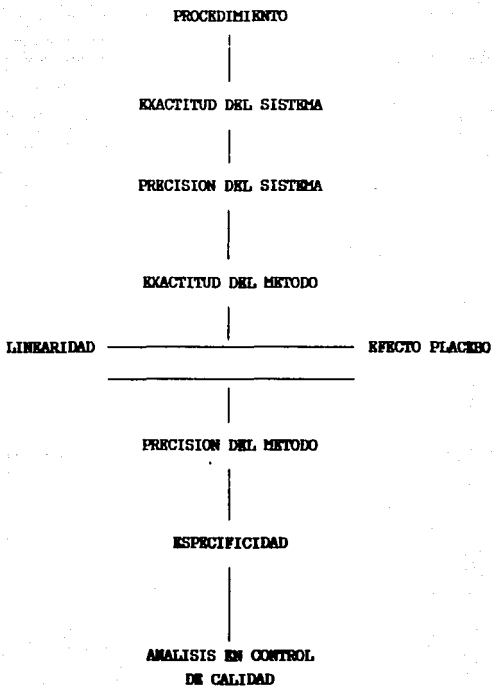 PROCEDIMIENTO
EXACTITUD DEL SISTEMA
PRECISION DEL SISTEMA
EXACTITUD DEL METODO
LINEARIDAD
EFECTO PLACEBO
PRECISION DEL METODO
ESPECIFICIDAD
ANALISIS EN CONTROL
DE CALIDAD